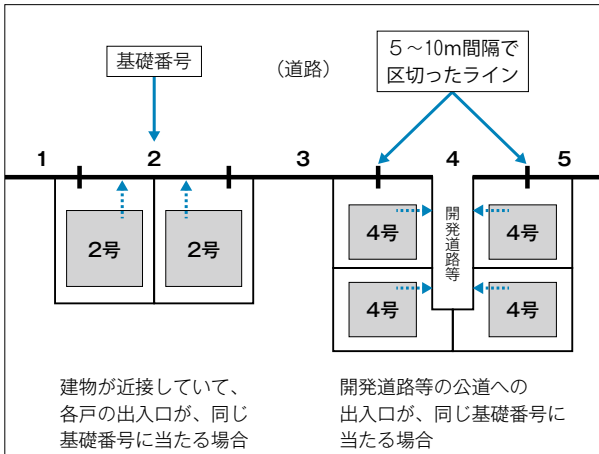 基礎番号
（道路）
5～10m間隔で
区切ったライン
1 2 3 4 5
2号 2号
開発道路等
4号 4号
4号 4号
建物が近接していて、
各戸の出入口が、同じ
基礎番号に当たる場合
開発道路等の公道への
出入口が、同じ基礎番号に
当たる場合